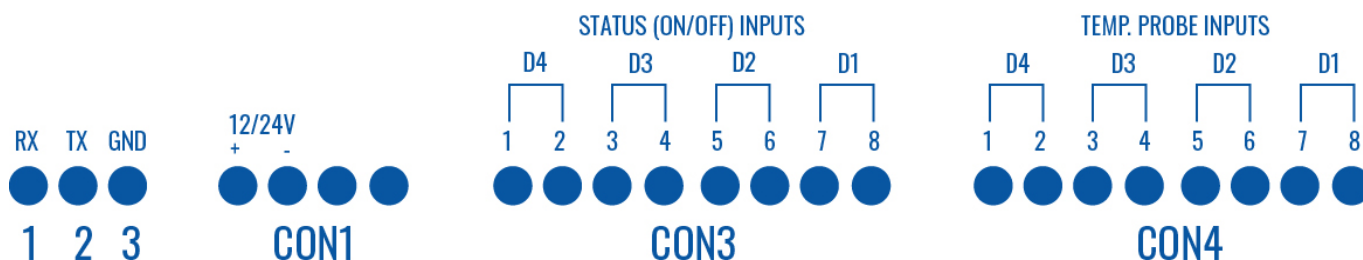 STATUS (ON/OFF) INPUTS TEMP. PROBE INPUTS
D4 D3 D2 D1 D4 D3 D2 D1
12/24V
RX TX GND + - 1 2 3 4 5 6 7 8 1 2 3 4 5 6 7 8
1 2 3 CON1 CON3 CON4